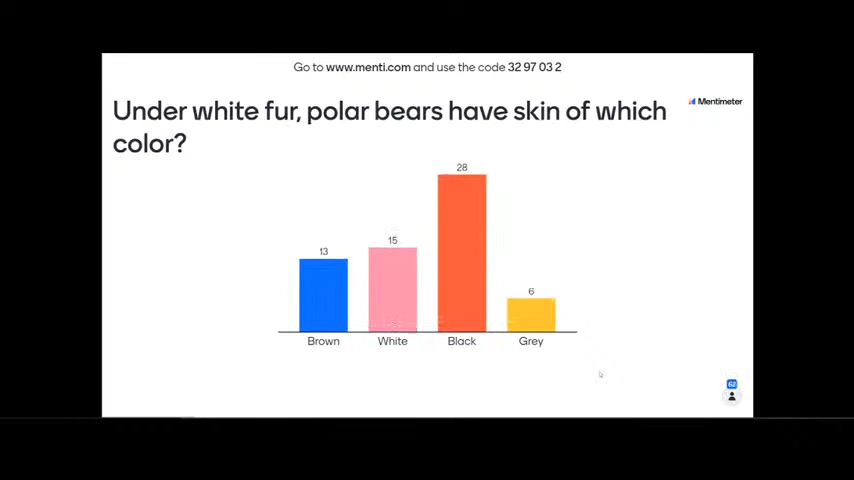 Go to www.menti.com and use the code 32 97 03 2
Mentimeter
Under white fur, polar bears have skin of which
color?
28
15
13
6
Brown White Black Grey
62